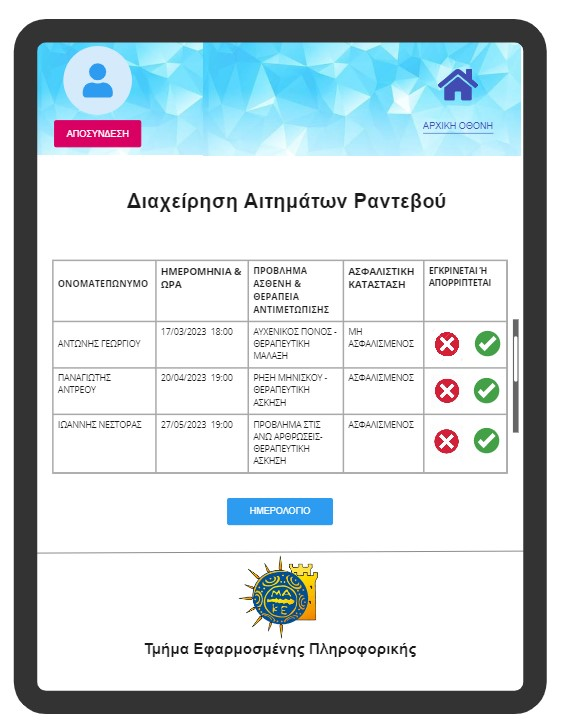 ΑΠΟΣΥΝΔΕΣΗ
ΑΡΧΙΚΗ ΟΘΟΝΗ
Διαχείρηση Αιτημάτων Ραντεβού
ΟΝΟΜΑΤΕΠΩΝΥΜΟ
ΗΜΕΡΟΜΗΝΙΑ &
ΩΡΑ
ΠΡΟΒΛΗΜΑ
ΑΣΘΕΝΗ &
ΘΕΡΑΠΕΙΑ
ΑΝΤΙΜΕΤΩΠΙΣΗΣ
ΑΣΦΑΛΙΣΤΙΚΗ
ΚΑΤΑΣΤΑΣΗ
ΕΓΚΡΙΝΕΤΑΙ Ή
ΑΠΟΡΡΙΠΤΕΤΑΙ
ΑΝΤΩΝΗΣ ΓΕΩΡΓΙΟΥ
17/03/2023 18:00
ΑΥΧΕΝΙΚΟΣ ΠΟΝΟΣ -
ΘΕΡΑΠΕΥΤΙΚΗ
ΜΑΛΑΞΗ
ΜΗ
ΑΣΦΑΛΙΣΜΕΝΟΣ
ΠΑΝΑΓΙΩΤΗΣ
ΑΝΤΡΕΟΥ
20/04/2023 19:00
ΡΗΞΗ ΜΗΝΙΣΚΟΥ -
ΘΕΡΑΠΕΥΤΙΚΗ
ΑΣΚΗΣΗ
ΑΣΦΑΛΙΣΜΕΝΟΣ
ΙΩΑΝΝΗΣ ΝΕΣΤΟΡΑΣ
27/05/2023 19:00
ΠΡΟΒΛΗΜΑ ΣΤΙΣ
ΑΝΩ ΑΡΘΡΩΣΕΙΣ-
ΘΕΡΑΠΕΥΤΙΚΗ
ΑΣΚΗΣΗ
ΑΣΦΑΛΙΣΜΕΝΟΣ
ΗΜΕΡΟΛΟΓΙΟ
ΜΑ
ΚΕ
Τμήμα Εφαρμοσμένης Πληροφορικής